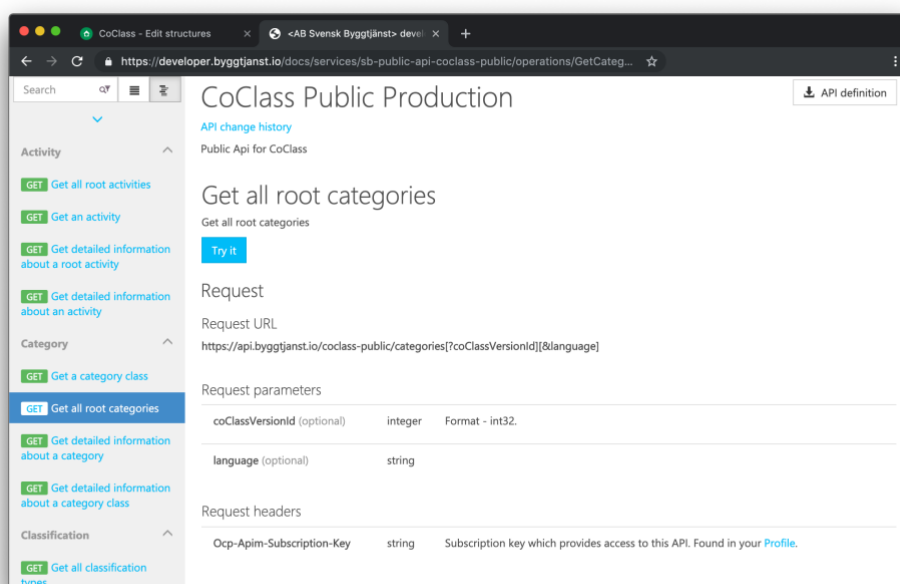 CoClass - Edit structures
<AB Svensk Byggtjänst> devel
https://developer.byggtjanst.io/docs/services/sb-public-api-coclass-public/operations/GetCateg...
Search
Activity
GET Get all root activities
GET Get an activity
GET Get detailed information
about a root activity
GET Get detailed information
about an activity
Category
GET Get a category class
GET Get all root categories
GET Get detailed information
about a category
GET Get detailed information
about a category class
Classification
GET Get all classification
types
CoClass Public Production
API definition
API change history
Public Api for CoClass
Get all root categories
Get all root categories
Try it
Request
Request URL
https://api.byggtjanst.io/coclass-public/categories[?coClassVersionId][&language]
Request parameters
coClassVersionId (optional) integer Format - int32.
language (optional) string
Request headers
Ocp-Apim-Subscription-Key string Subscription key which provides access to this API. Found in your Profile.